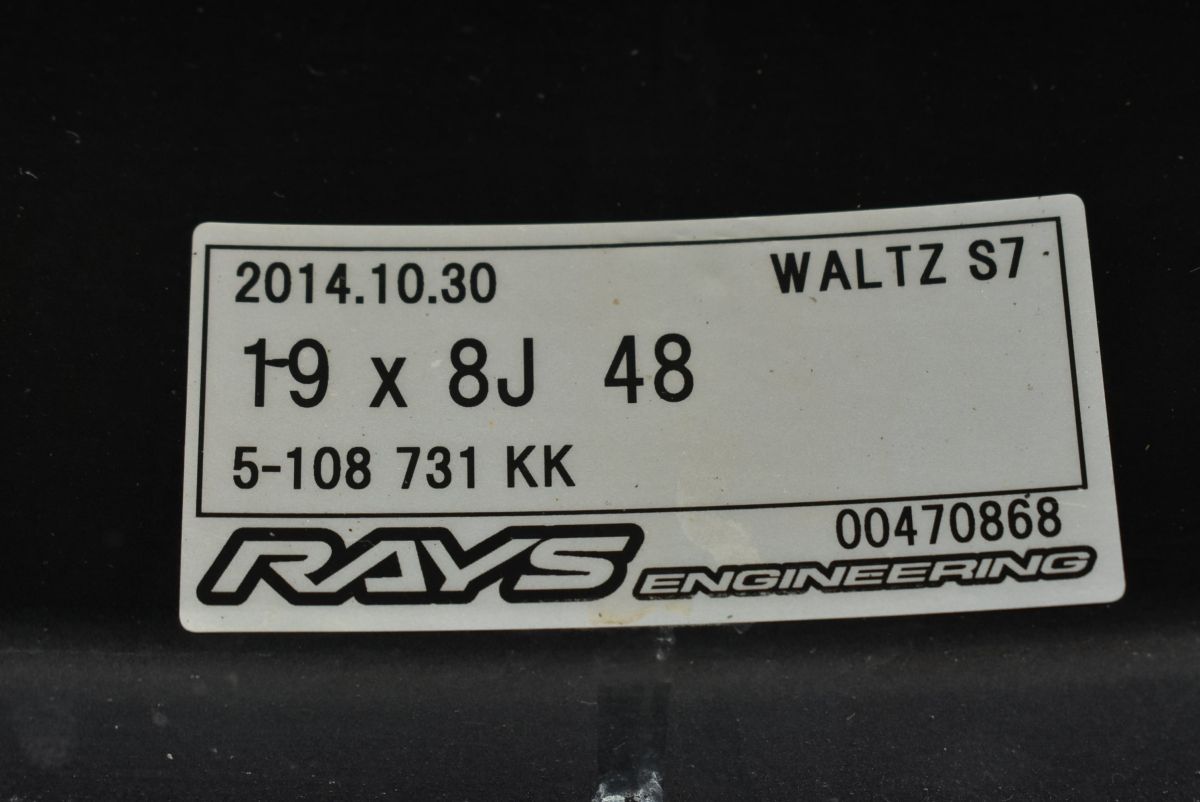 2014.10.30 WALTZ S7
19 x 8J 48
5-108 731 KK
00470868
RAYS ENGINEERING